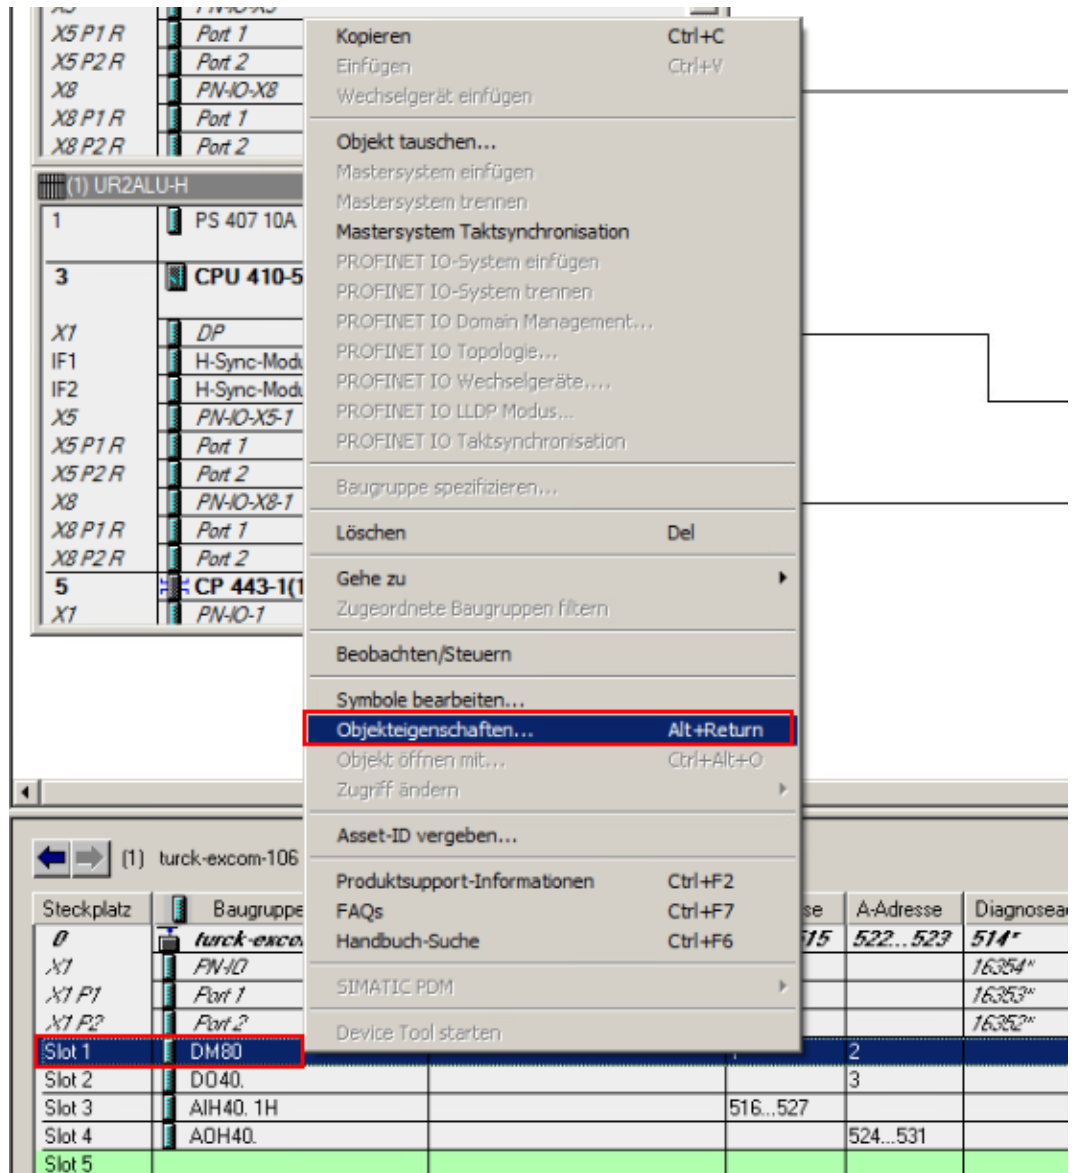 X5 P1 R Port 1
X5 P2 R Port 2
X8 PN-IO-X8
X8 P1 R Port 1
X8 P2 R Port 2
(1) UR2ALU-H
1 PS 407 10A
3 CPU 410-5
X1 DP
IF1 H-Sync-Modu
IF2 H-Sync-Modu
X5 PN-IO-X5-1
X5 P1 R Port 1
X5 P2 R Port 2
X8 PN-IO-X8-1
X8 P1 R Port 1
X8 P2 R Port 2
5 CP 443-1(1
X1 PN-IO-1
Kopieren Ctrl+C
Einfügen Ctrl+V
Wechselgerät einfügen
Objekt tauschen...
Mastersystem einfügen
Mastersystem trennen
Mastersystem Taktsynchronisation
PROFINET IO-System einfügen
PROFINET IO-System trennen
PROFINET IO Domain Management...
PROFINET IO Topologie...
PROFINET IO Wechselgeräte....
PROFINET IO LLDP Modus...
PROFINET IO Taktsynchronisation
Baugruppe spezifizieren...
Löschen Del
Gehe zu
Zugeordnete Baugruppen filtern
Beobachten/Steuern
Symbole bearbeiten...
Objekteigenschaften... Alt+Return
Objekt öffnen mit... Ctrl+Alt+O
Zugriff ändern
Asset-ID vergeben...
Produktsupport-Informationen Ctrl+F2
FAQs Ctrl+F7
Handbuch-Suche Ctrl+F6
SIMATIC PDM
Device Tool starten
(1) turck-excom-106
Steckplatz Baugruppe se A-Adresse Diagnosea
0 turck-exco 515 522...523 514*
X1 PN-IO 16354*
X1 P1 Port 1 16353*
X1 P2 Port 2 16352*
Slot 1 DM80 2
Slot 2 DO40. 3
Slot 3 AIH40. 1H 516...527
Slot 4 AOH40. 524...531
Slot 5